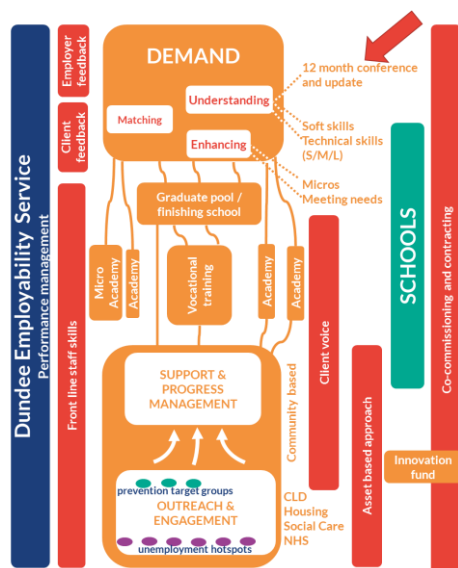 Dundee Employability Service
Performance management
Employer
feedback
Client
feedback
Front line staff skills
DEMAND
Understanding
Matching
Enhancing
12 month conference
and update
Soft skills
Technical skills
(S/M/L)
Micros
Meeting needs
Graduate pool /
finishing school
Micro
Academy
Academy
Vocational
training
Academy
Academy
SUPPORT &
PROGRESS
MANAGEMENT
Community based
prevention target groups
OUTREACH &
ENGAGEMENT
unemployment hotspots
CLD
Housing
Social Care
NHS
Client voice
Asset based approach
SCHOOLS
Innovation
fund
Co-commissioning and contracting